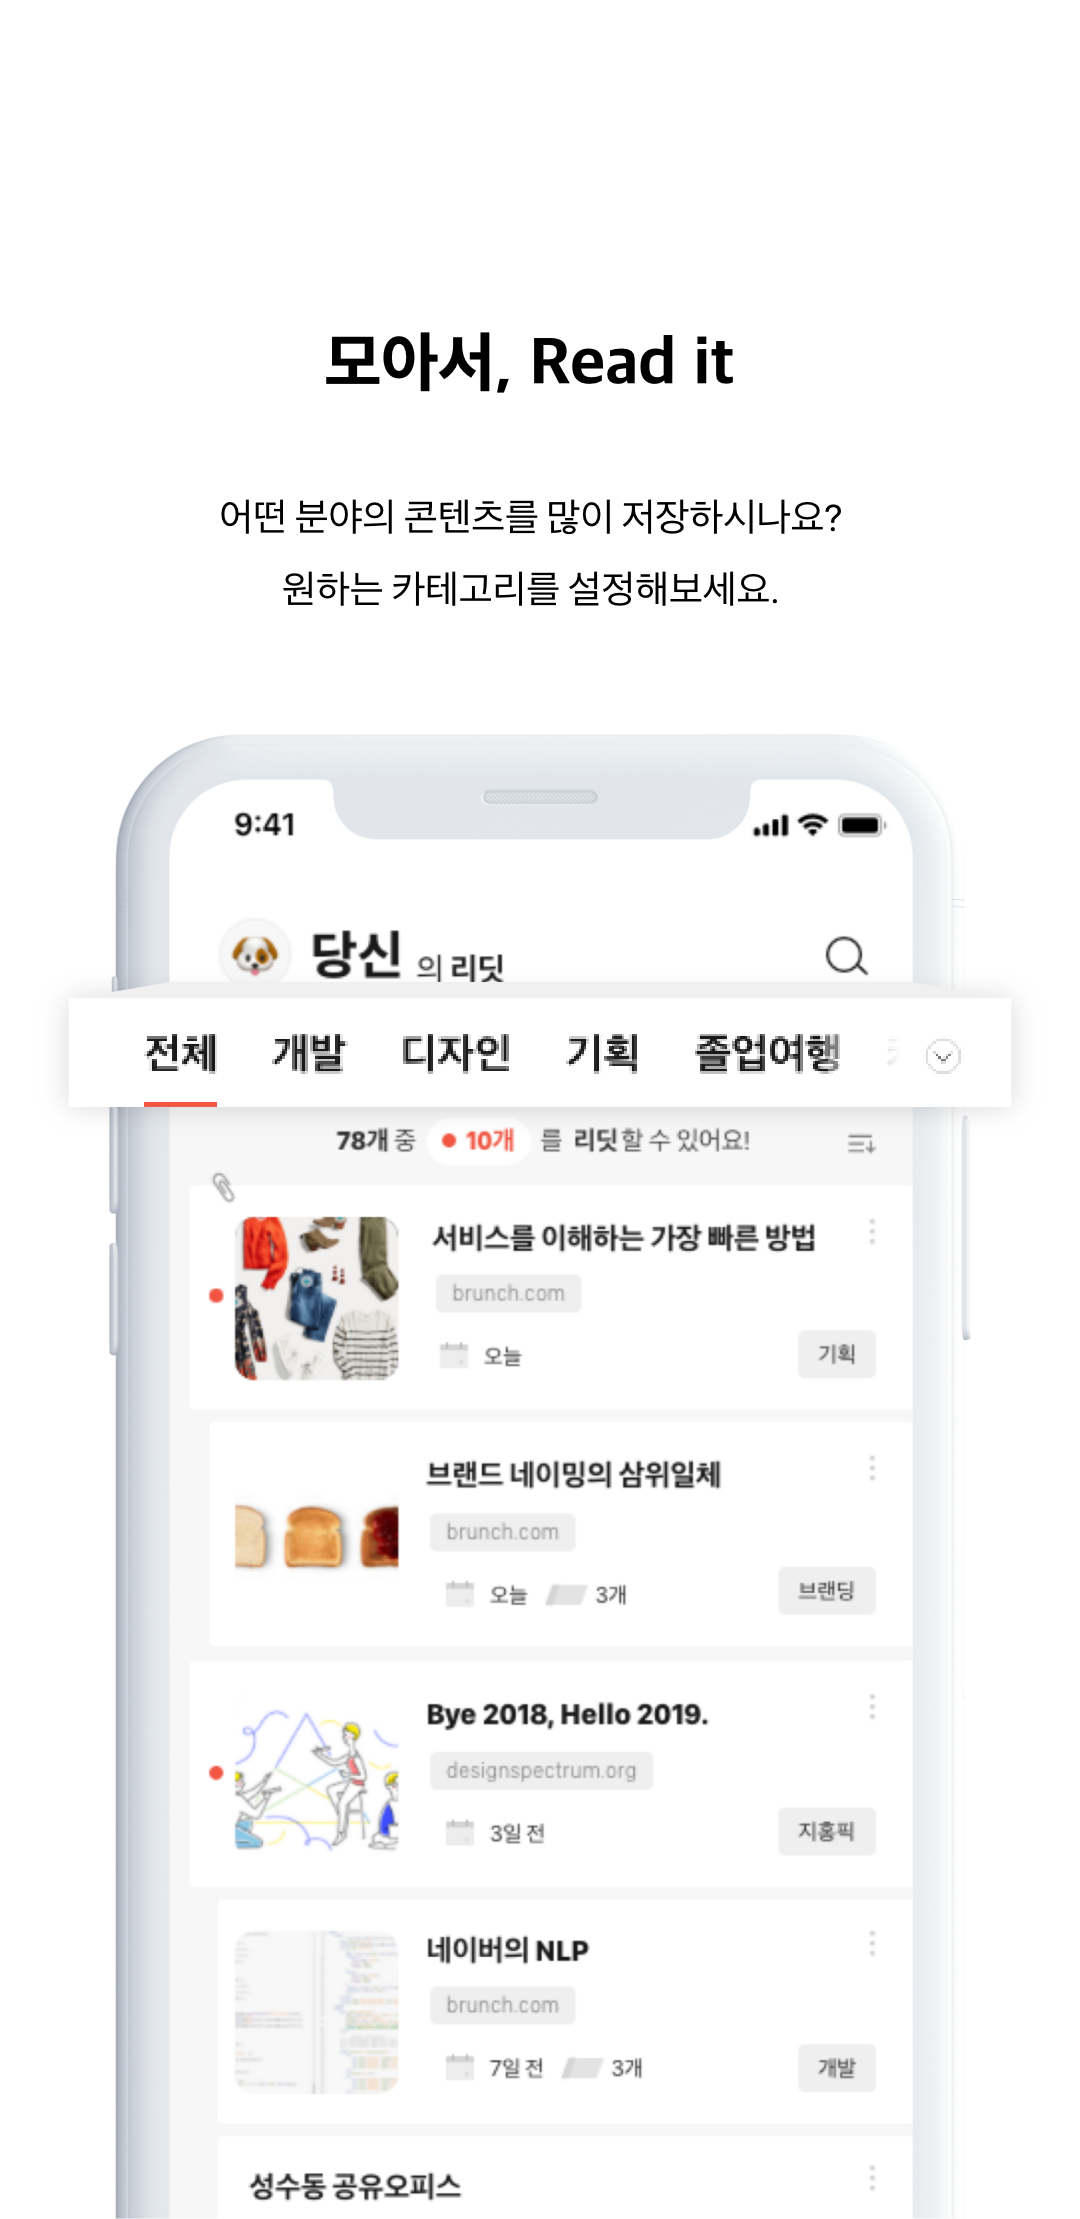 모아서, Read it
어떤 분야의 콘텐츠를 많이 저장하시나요?
원하는 카테고리를 설정해보세요.
9:41
당신 의 리딧
전체 개발 디자인 기획 졸업여행
78개 중 10개 를 리딧할 수 있어요!
서비스를 이해하는 가장 빠른 방법
brunch.com
오늘 기획
브랜드 네이밍의 삼위일체
brunch.com
오늘 3개 브랜딩
Bye 2018, Hello 2019.
designspectrum.org
3일 전 지홍픽
네이버의 NLP
brunch.com
7일 전 3개 개발
성수동 공유오피스